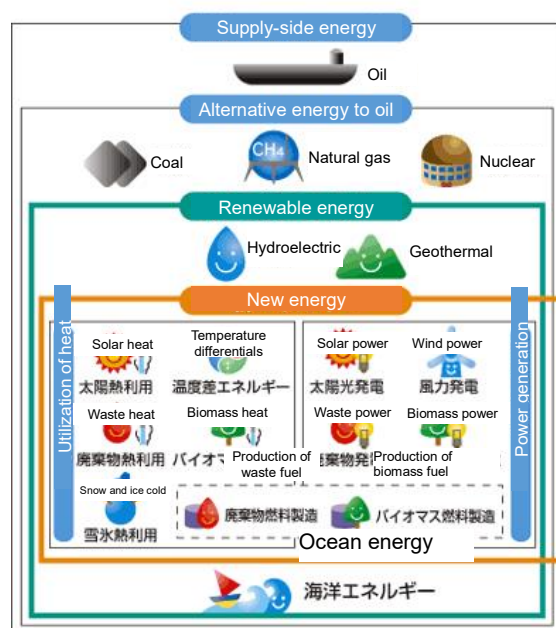 Supply-side energy
Oil
Alternative energy to oil
Coal
CH4
Natural gas
Nuclear
Renewable energy
Hydroelectric
Geothermal
New energy
Utilization of heat
Power generation
Solar heat
太陽熱利用
Temperature
differentials
温度差エネルギー
Solar power
太陽光発電
Wind power
風力発電
Waste heat
廃棄物熱利用
Biomass heat
バイオマ
Waste power
廃棄物発
Biomass power
Production of
waste fuel
Production of
biomass fuel
Snow and ice cold
雪氷熱利用
廃棄物燃料製造
バイオマス燃料製造
Ocean energy
海洋エネルギー